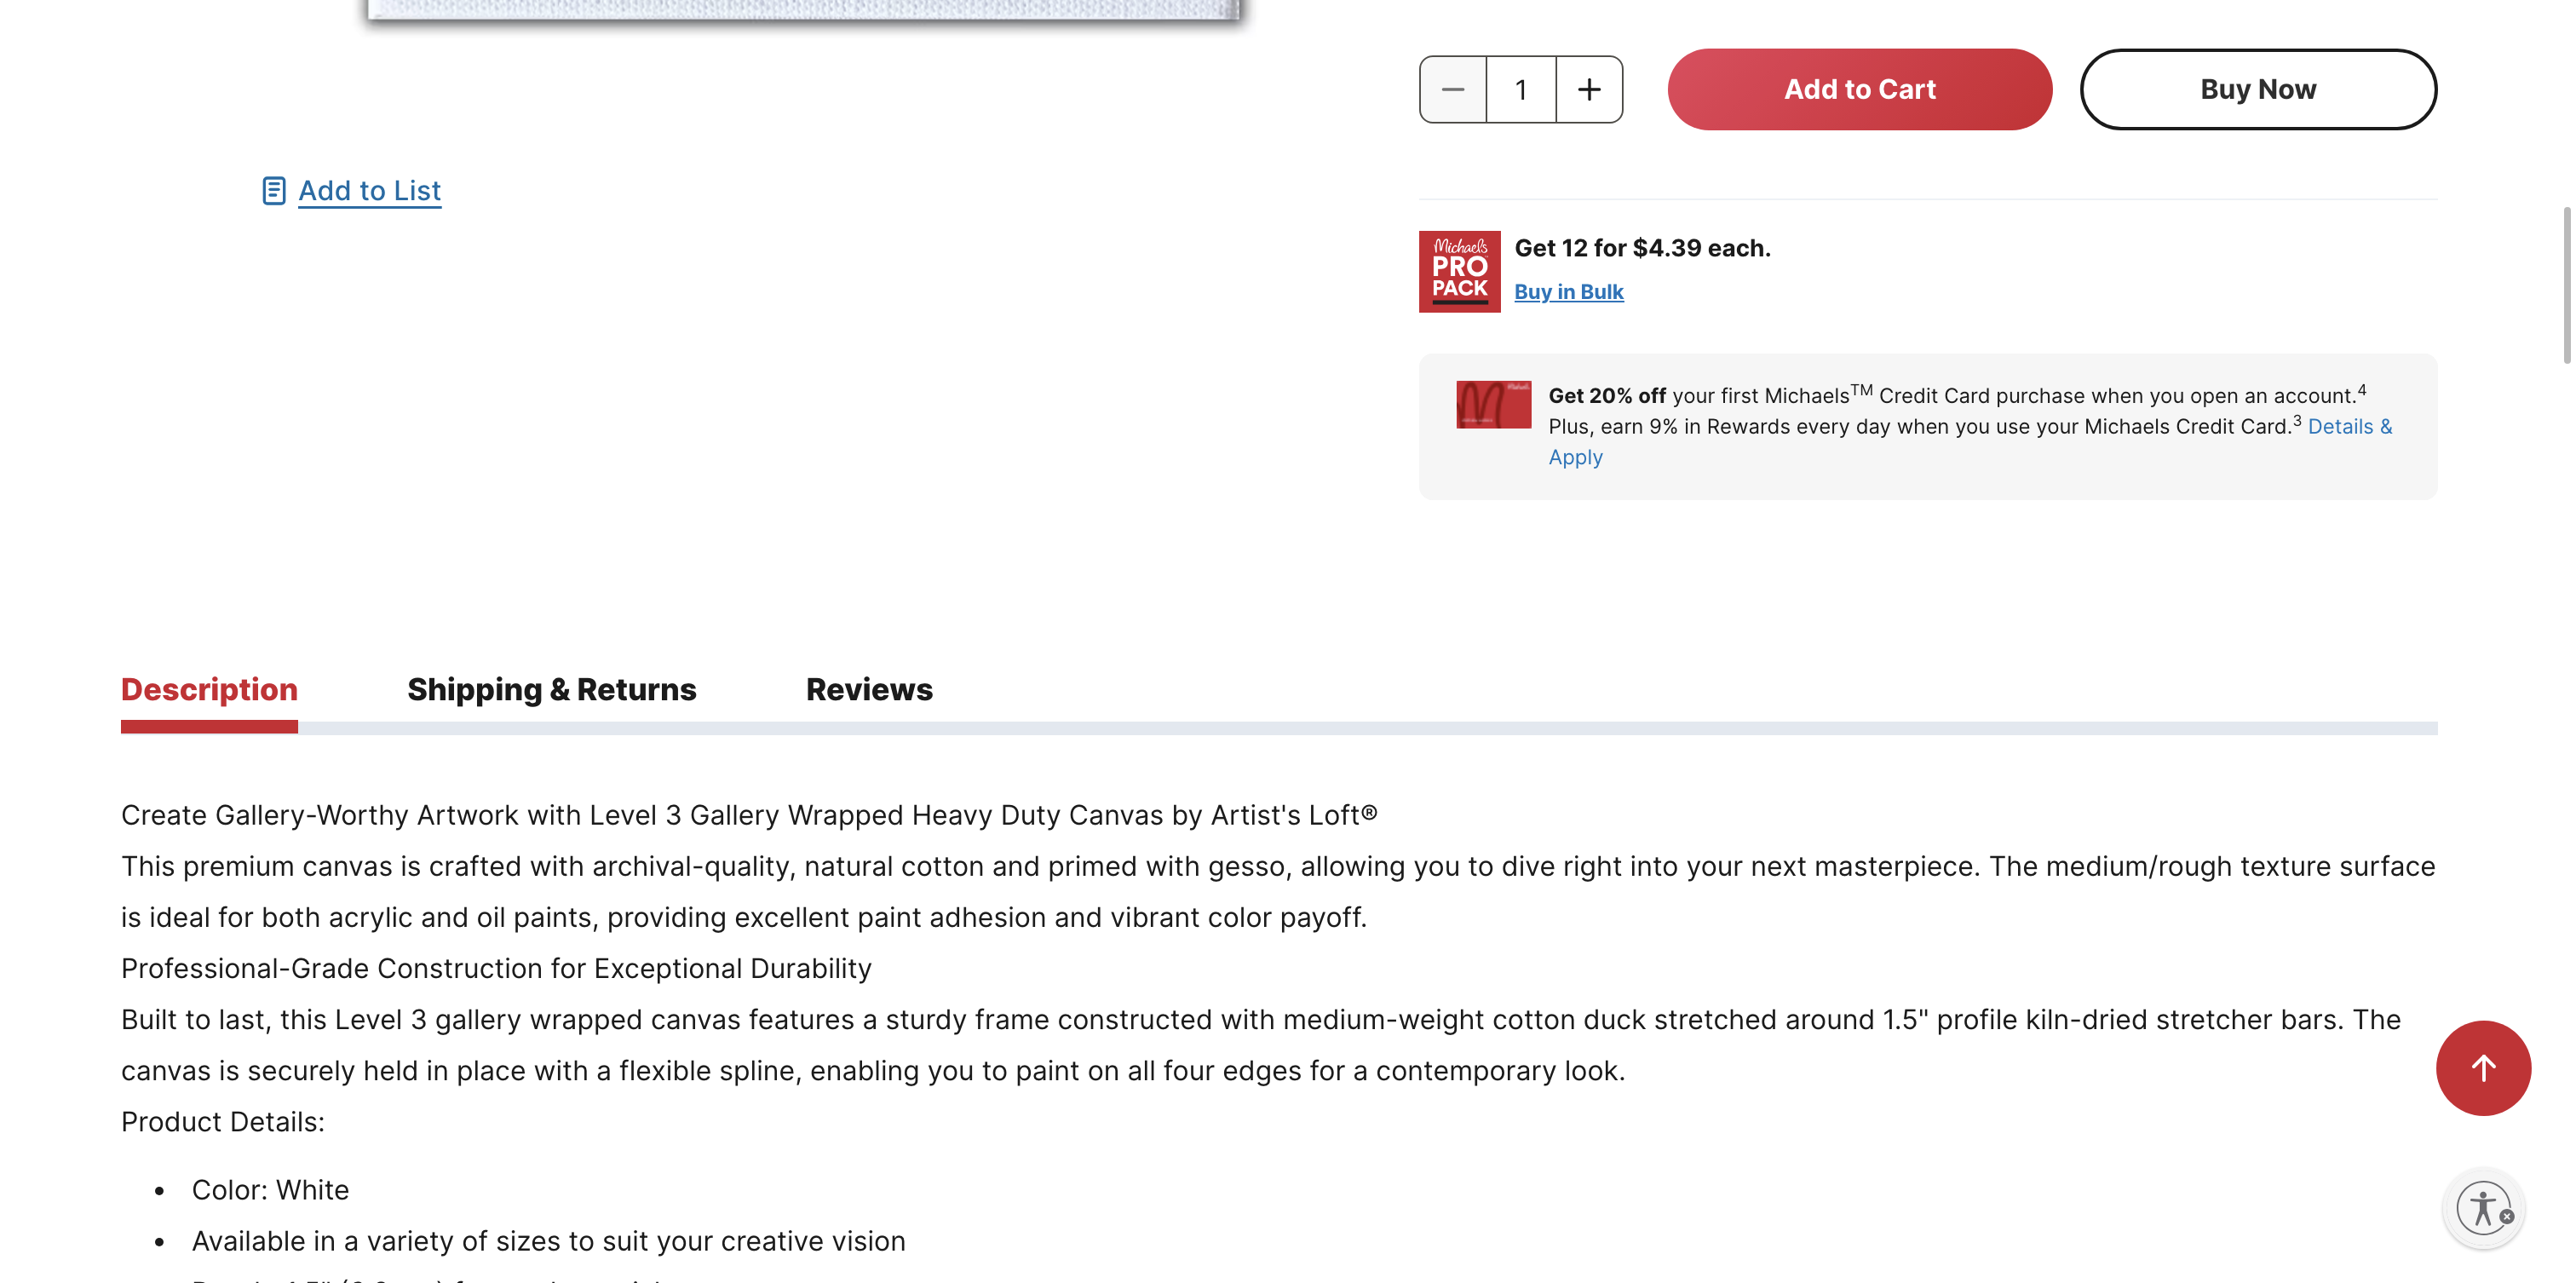 1
Add to Cart
Buy Now
Add to List
Michaels
PRO
PACK
Get 12 for $4.39 each.
Buy in Bulk
Get 20% off your first Michaels™ Credit Card purchase when you open an account.4
Plus, earn 9% in Rewards every day when you use your Michaels Credit Card.3 Details &
Apply
Description
Shipping & Returns
Reviews
Create Gallery-Worthy Artwork with Level 3 Gallery Wrapped Heavy Duty Canvas by Artist's Loft®
This premium canvas is crafted with archival-quality, natural cotton and primed with gesso, allowing you to dive right into your next masterpiece. The medium/rough texture surface
is ideal for both acrylic and oil paints, providing excellent paint adhesion and vibrant color payoff.
Professional-Grade Construction for Exceptional Durability
Built to last, this Level 3 gallery wrapped canvas features a sturdy frame constructed with medium-weight cotton duck stretched around 1.5" profile kiln-dried stretcher bars. The
canvas is securely held in place with a flexible spline, enabling you to paint on all four edges for a contemporary look.
Product Details:
• Color: White
• Available in a variety of sizes to suit your creative vision